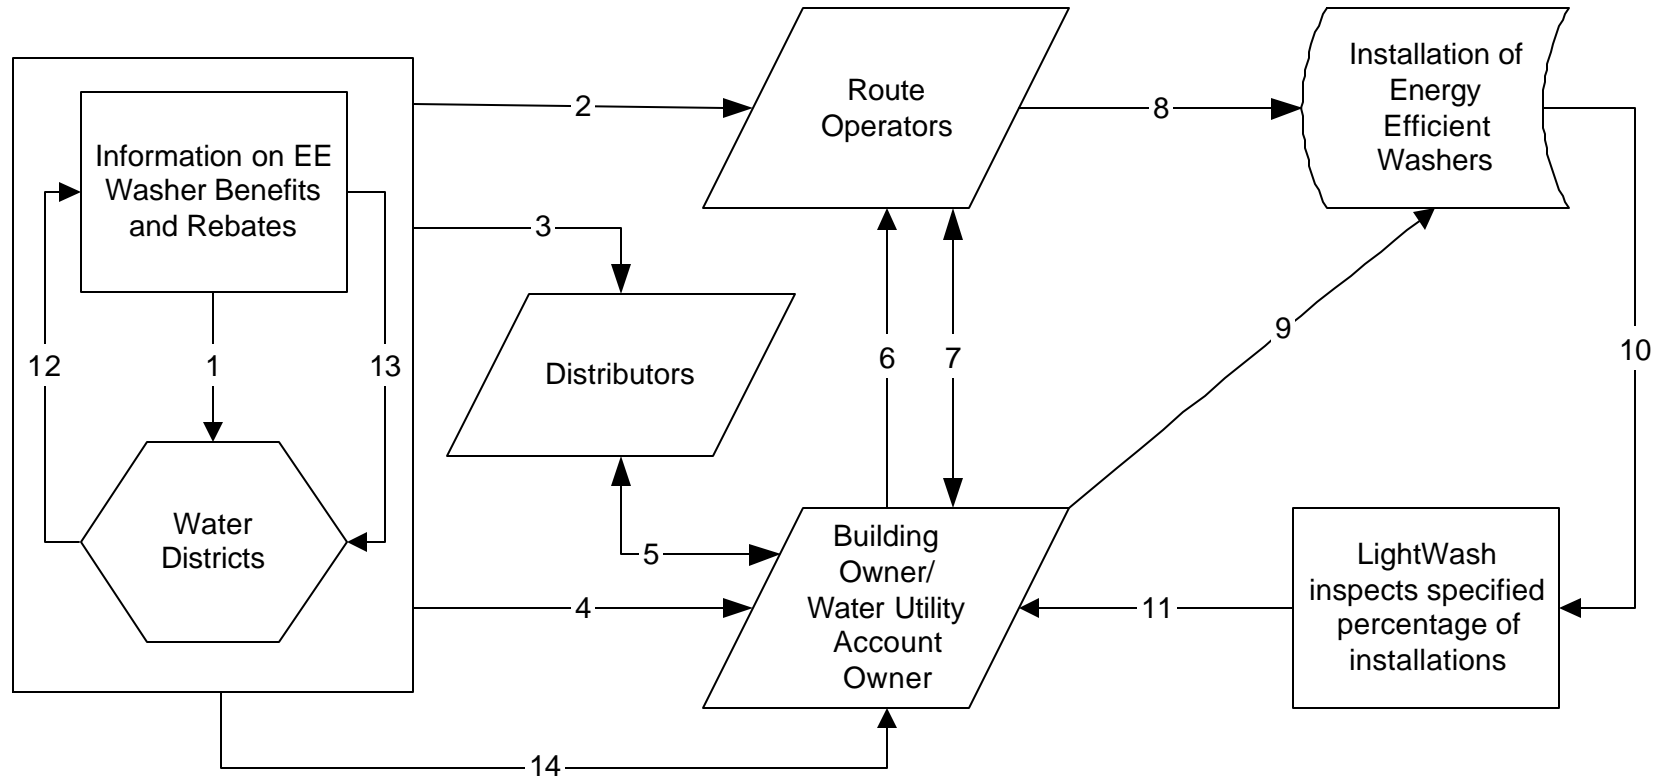 Information on EE
Washer Benefits
and Rebates
12
1
13
Water
Districts
2
3
4
14
Distributors
5
Route
Operators
6
7
Building
Owner/
Water Utility
Account
Owner
8
9
Installation of
Energy
Efficient
Washers
10
11
LightWash
inspects specified
percentage of
installations